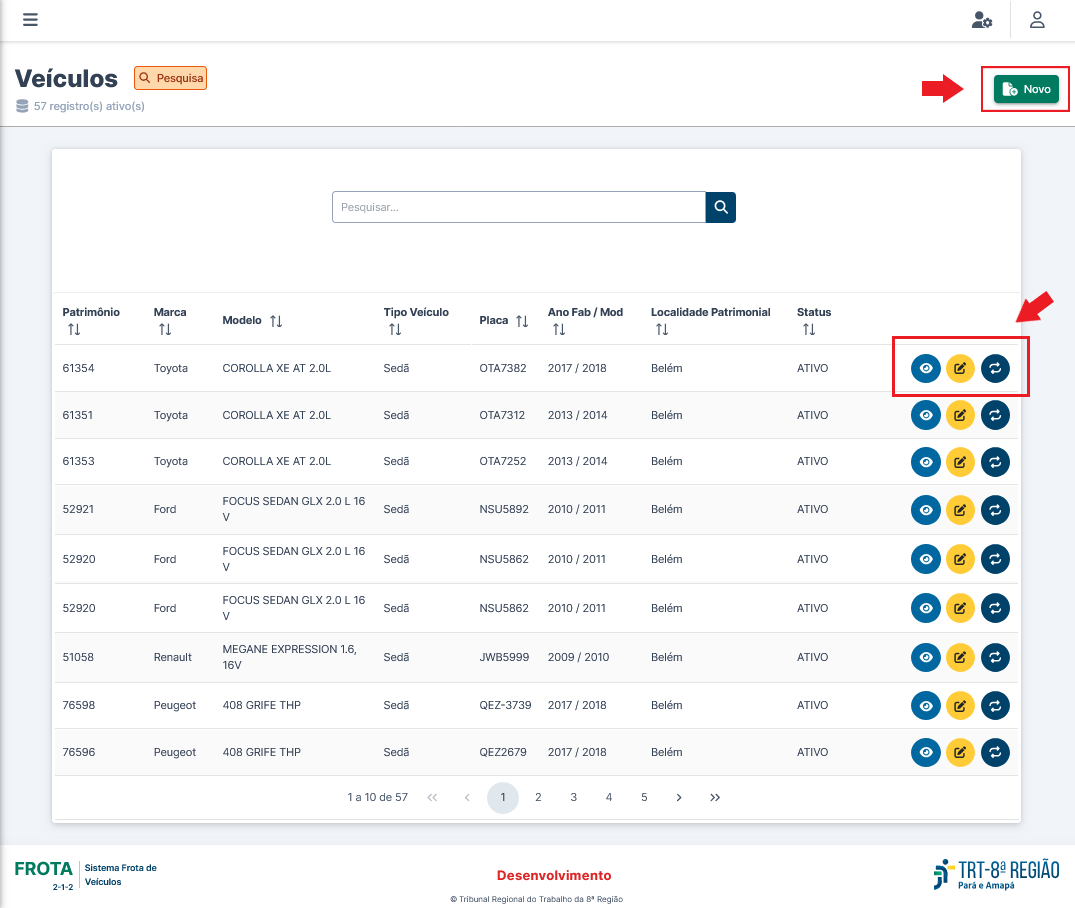 Veículos
Pesquisa
57 registro(s) ativo(s)
Novo
Pesquisar...
Patrimônio Marca Modelo Tipo Veículo Placa Ano Fab / Mod Localidade Patrimonial Status
61354 Toyota COROLLA XE AT 2.0L Sedã OTA7382 2017 / 2018 Belém ATIVO
61351 Toyota COROLLA XE AT 2.0L Sedã OTA7312 2013 / 2014 Belém ATIVO
61353 Toyota COROLLA XE AT 2.0L Sedã OTA7252 2013 / 2014 Belém ATIVO
52921 Ford FOCUS SEDAN GLX 2.0 L 16 V Sedã NSU5892 2010 / 2011 Belém ATIVO
52920 Ford FOCUS SEDAN GLX 2.0 L 16 V Sedã NSU5862 2010 / 2011 Belém ATIVO
52920 Ford FOCUS SEDAN GLX 2.0 L 16 V Sedã NSU5862 2010 / 2011 Belém ATIVO
51058 Renault MEGANE EXPRESSION 1.6, 16V Sedã JWB5999 2009 / 2010 Belém ATIVO
76598 Peugeot 408 GRIFE THP Sedã QEZ-3739 2017 / 2018 Belém ATIVO
76596 Peugeot 408 GRIFE THP Sedã QEZ2679 2017 / 2018 Belém ATIVO
1 a 10 de 57 1 2 3 4 5
FROTA
2-1-2
Sistema Frota de
Veículos
Desenvolvimento
© Tribunal Regional do Trabalho da 8ª Região
TRT-8ª REGIÃO
Pará e Amapá